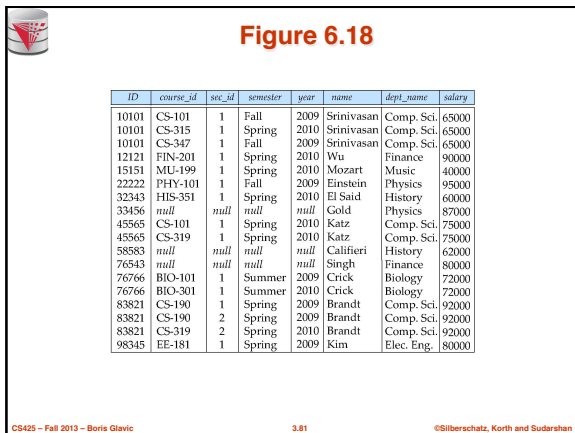 Figure 6.18
ID course_id sec_id semester year name dept_name salary
10101 CS-101 1 Fall 2009 Srinivasan Comp. Sci. 65000
10101 CS-315 1 Spring 2010 Srinivasan Comp. Sci. 65000
10101 CS-347 1 Fall 2009 Srinivasan Comp. Sci. 65000
12121 FIN-201 1 Spring 2010 Wu Finance 90000
15151 MU-199 1 Spring 2010 Mozart Music 40000
22222 PHY-101 1 Fall 2009 Einstein Physics 95000
32343 HIS-351 1 Spring 2010 El Said History 60000
33456 null null null null Gold Physics 87000
45565 CS-101 1 Spring 2010 Katz Comp. Sci. 75000
45565 CS-319 1 Spring 2010 Katz Comp. Sci. 75000
58583 null null null null Califieri History 62000
76543 null null null null Singh Finance 80000
76766 BIO-101 1 Summer 2009 Crick Biology 72000
76766 BIO-301 1 Summer 2010 Crick Biology 72000
83821 CS-190 1 Spring 2009 Brandt Comp. Sci. 92000
83821 CS-190 2 Spring 2009 Brandt Comp. Sci. 92000
83821 CS-319 2 Spring 2010 Brandt Comp. Sci. 92000
98345 EE-181 1 Spring 2009 Kim Elec. Eng. 80000
CS425 – Fall 2013 – Boris Glavic 3.81 ©Silberschatz, Korth and Sudarshan